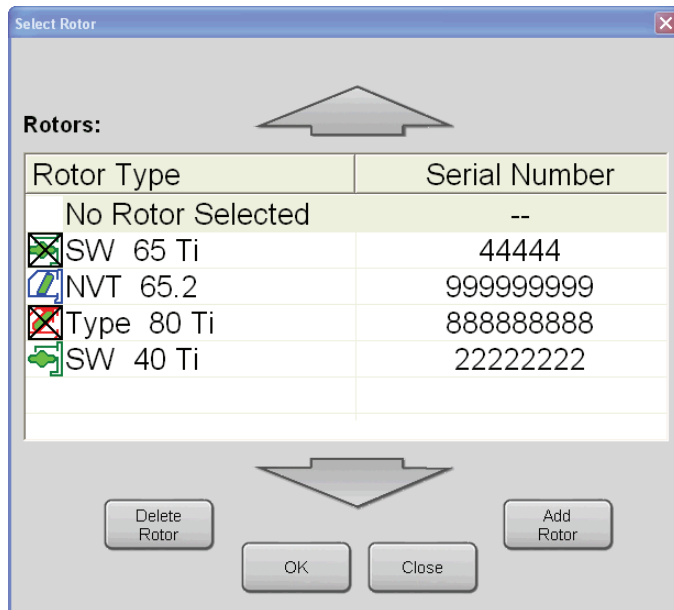 Select Rotor
Rotors:
Rotor Type Serial Number
No Rotor Selected --
SW 65 Ti 44444
NVT 65.2 999999999
Type 80 Ti 888888888
SW 40 Ti 22222222
Delete
Rotor
Add
Rotor
OK Close